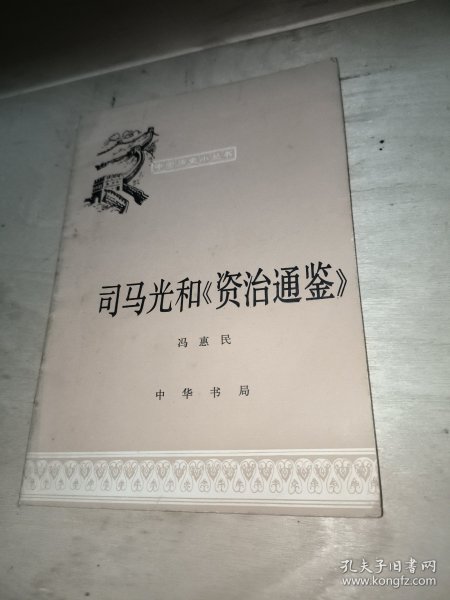 中国历史小丛书
司马光和《资治通鉴》
冯惠民
中华书局
孔夫子旧书网
www.kongfz.com